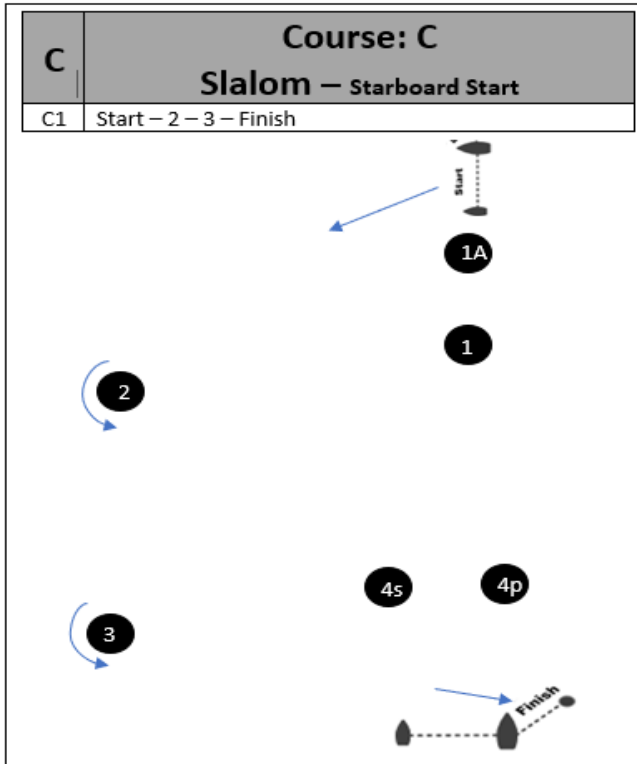 C
Course: C
Slalom – Starboard Start
C1
Start – 2 – 3 – Finish
Start
1A
1
2
4s
4p
3
Finish